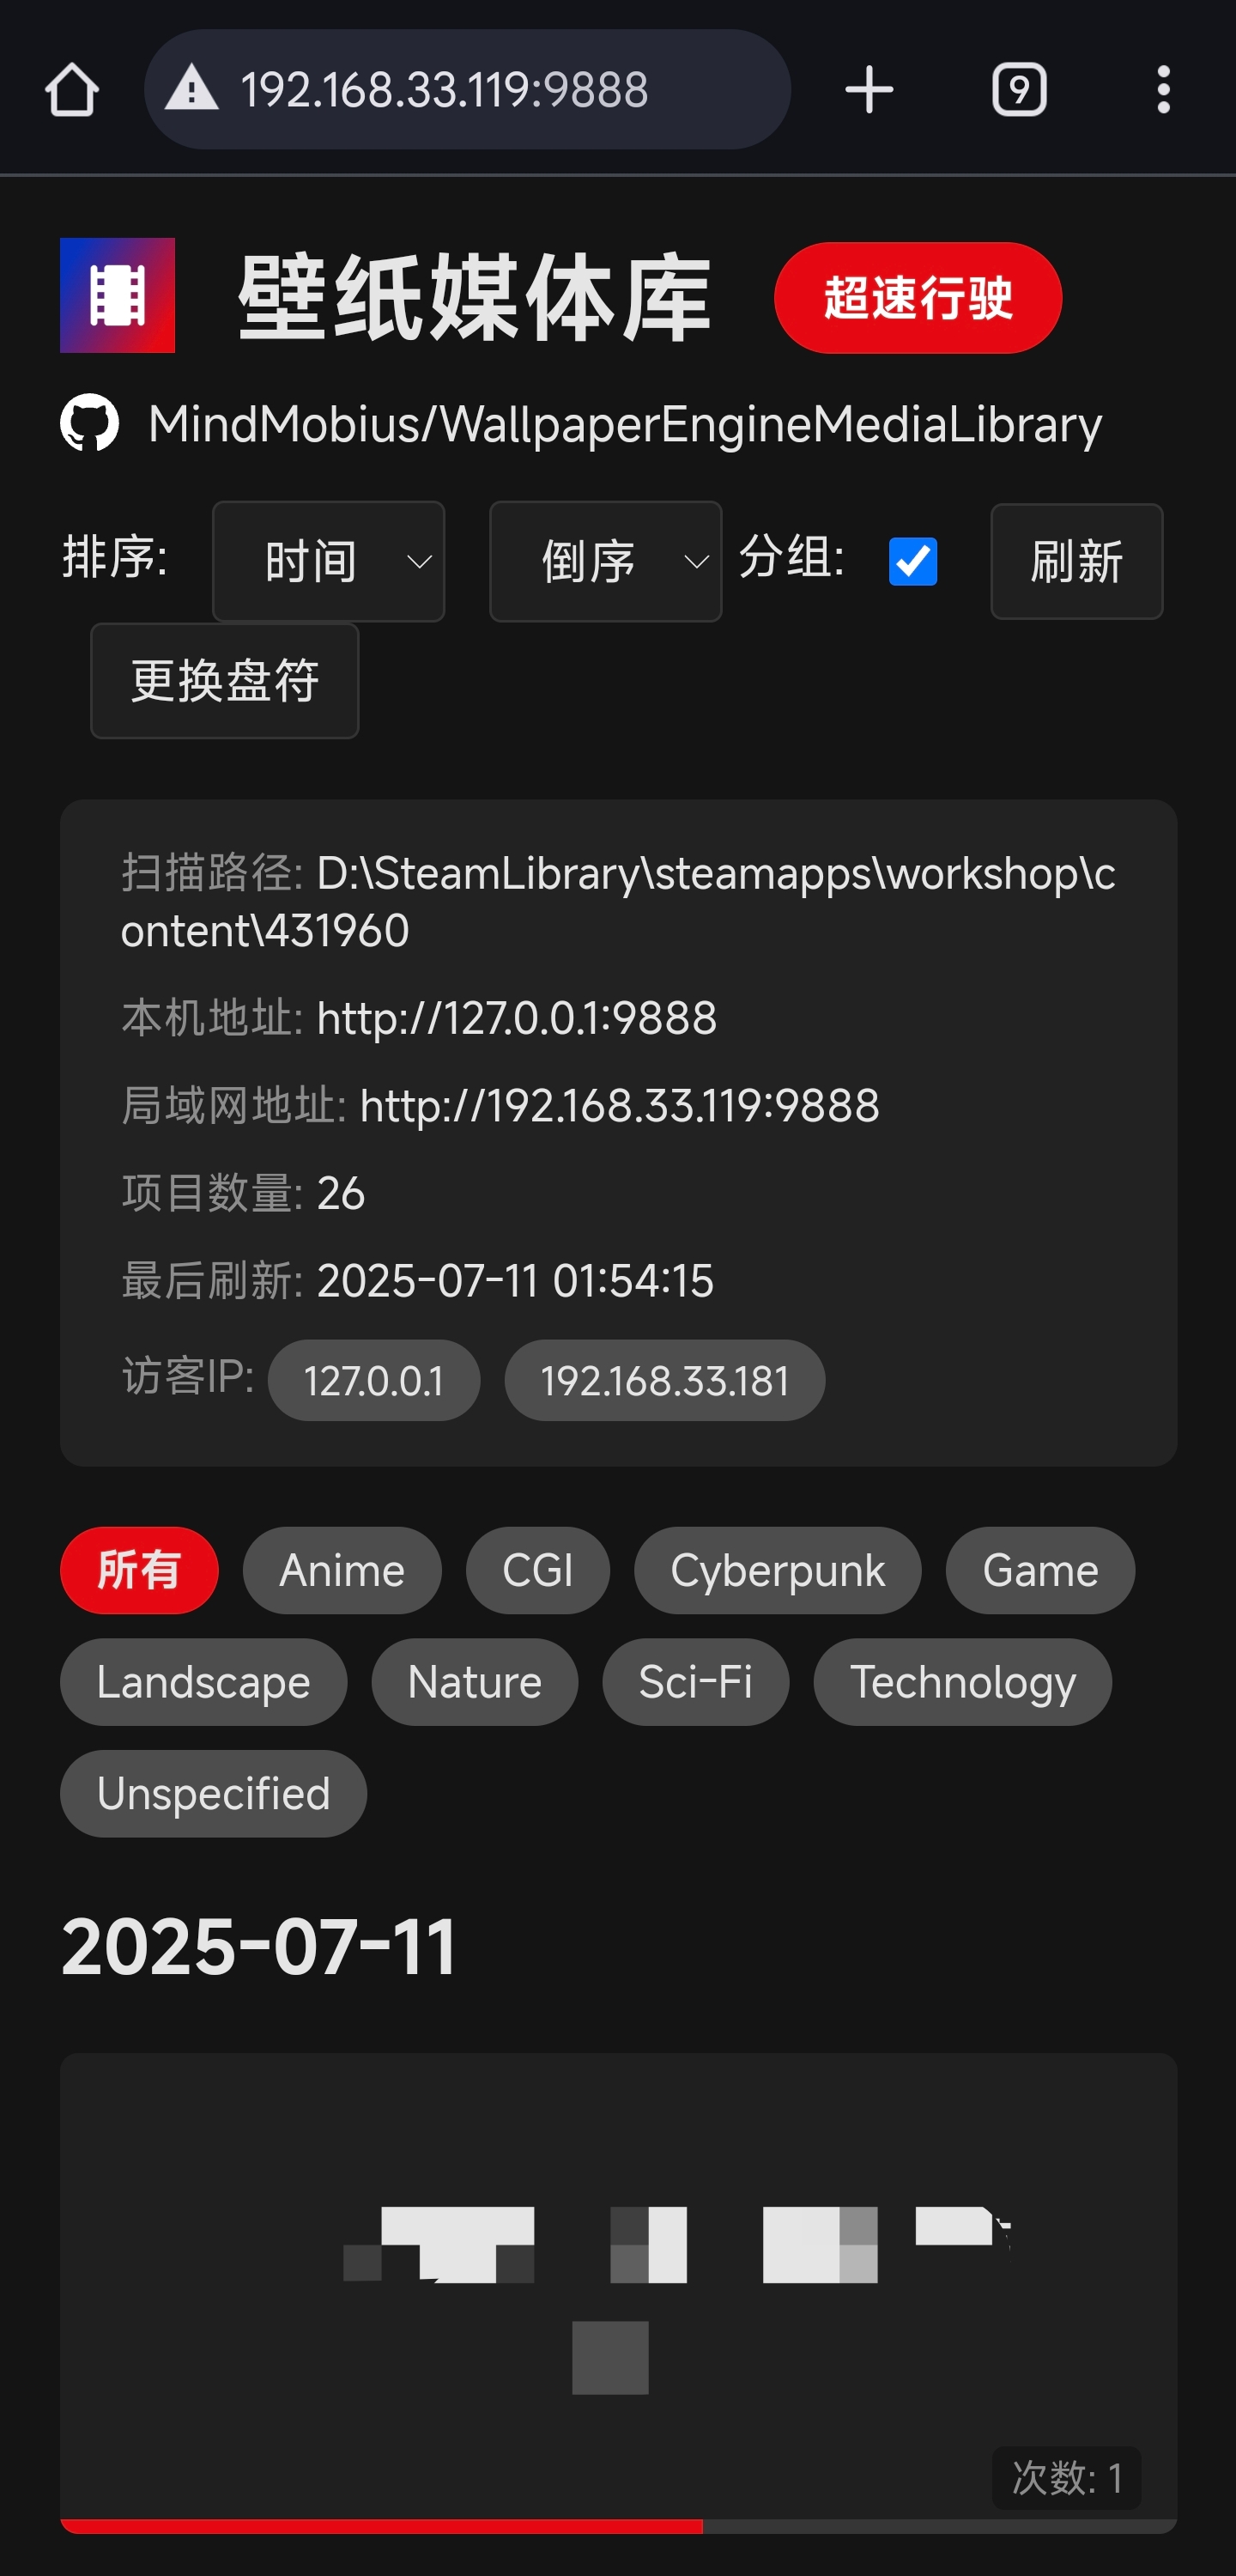 192.168.33.119:9888
9
壁纸媒体库
超速行驶
MindMobius/WallpaperEngineMediaLibrary
排序: 时间 倒序 分组: 刷新
更换盘符
扫描路径: D:\SteamLibrary\steamapps\workshop\c
ontent\431960
本机地址: http://127.0.0.1:9888
局域网地址: http://192.168.33.119:9888
项目数量: 26
最后刷新: 2025-07-11 01:54:15
访客IP: 127.0.0.1 192.168.33.181
所有 Anime CGI Cyberpunk Game
Landscape Nature Sci-Fi Technology
Unspecified
2025-07-11
次数: 1